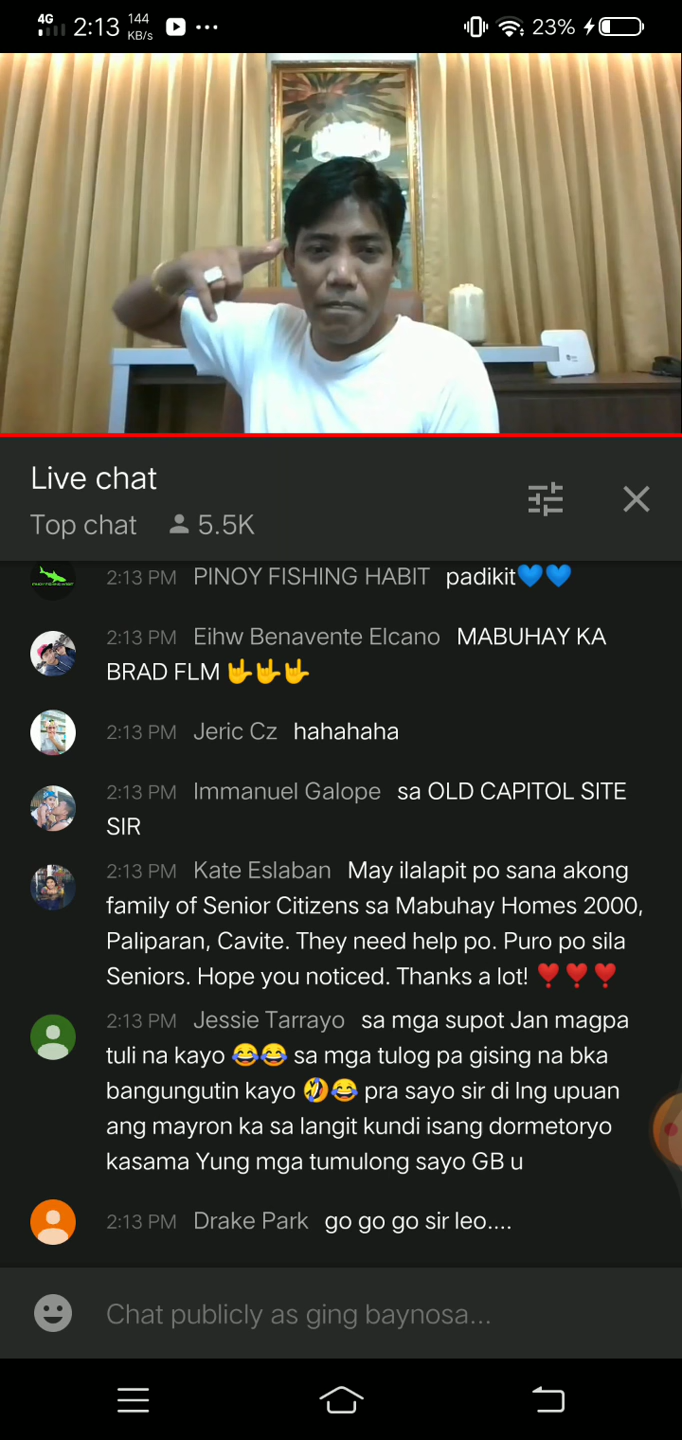 4G 2:13 144 KB/s 23%
Live chat
Top chat 5.5K
2:13 PM PINOY FISHING HABIT padikit💙💙
2:13 PM Eihw Benavente Elcano MABUHAY KA
BRAD FLM 🤟🤟🤟
2:13 PM Jeric Cz hahahaha
2:13 PM Immanuel Galope sa OLD CAPITOL SITE
SIR
2:13 PM Kate Eslaban May ilalapit po sana akong
family of Senior Citizens sa Mabuhay Homes 2000,
Paliparan, Cavite. They need help po. Puro po sila
Seniors. Hope you noticed. Thanks a lot! ❣️❣️❣️
2:13 PM Jessie Tarrayo sa mga supot Jan magpa
tuli na kayo 😂😂 sa mga tulog pa gising na bka
bangungutin kayo 🤣😂 pra sayo sir di lng upuan
ang mayron ka sa langit kundi isang dormetoryo
kasama Yung mga tumulong sayo GB u
2:13 PM Drake Park go go go sir leo....
Chat publicly as ging baynosa...